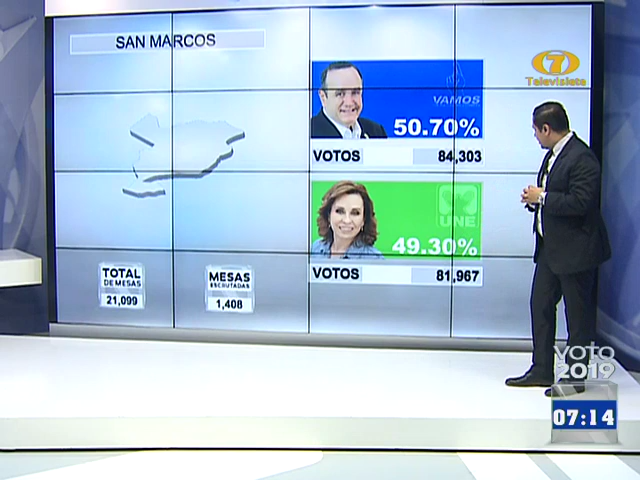 SAN MARCOS
7
Televisiete
VAMOS
50.70%
VOTOS 84,303
UNE
49.30%
VOTOS 81,967
TOTAL
DE MESAS
21,099
MESAS
ESCRUTADAS
1,408
voto
2019
07:14